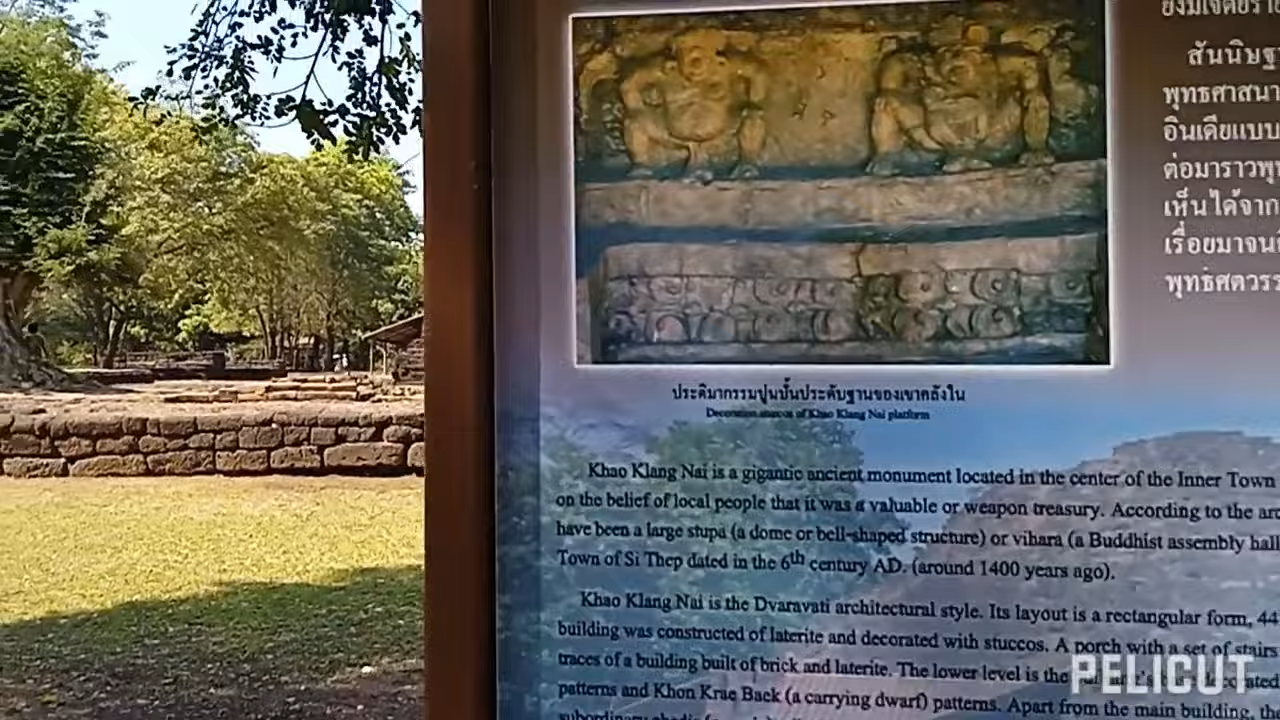 สันนิษฐ
พุทธศาสนา
อินเดียแบบ
ต่อมาราวพุท
เห็นได้จาก
เรื่อยมาจน
พุทธศตวรร
ประติมากรรมปูนปั้นประดับฐานของเขาคลังใน
Decoration stuccos of Khao Klang Nai platform
Khao Klang Nai is a gigantic ancient monument located in the center of the Inner Town
on the belief of local people that it was a valuable or weapon treasury. According to the arc
have been a large stupa (a dome or bell-shaped structure) or vihara (a Buddhist assembly hall
Town of Si Thep dated in the 6th century AD. (around 1400 years ago).
Khao Klang Nai is the Dvaravati architectural style. Its layout is a rectangular form, 44
building was constructed of laterite and decorated with stuccos. A porch with a set of stairs
traces of a building built of brick and laterite. The lower level is the
patterns and Khon Krae Back (a carrying dwarf) patterns. Apart from the main building, the
PELICUT